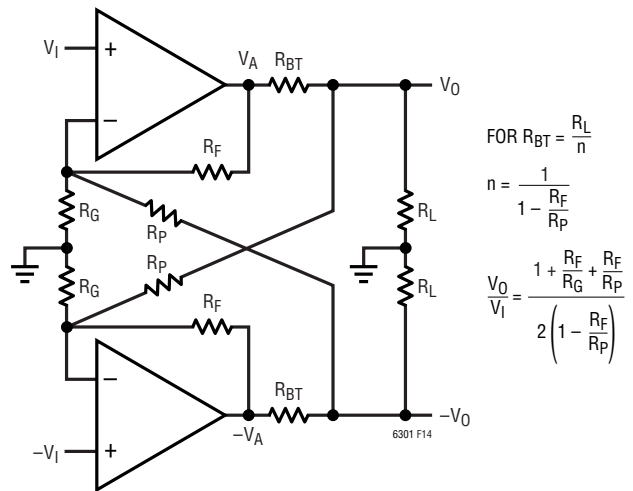 V_I
V_A
R_BT
V_O
+
−
R_F
R_G
R_P
R_P
R_G
R_L
R_L
R_F
−
+
−V_I
−V_A
R_BT
−V_O
6301 F14
FOR R_BT = R_L / n
n = 1 / (1 − R_F / R_P)
V_O / V_I = (1 + R_F / R_G + R_F / R_P) / (2 (1 − R_F / R_P))